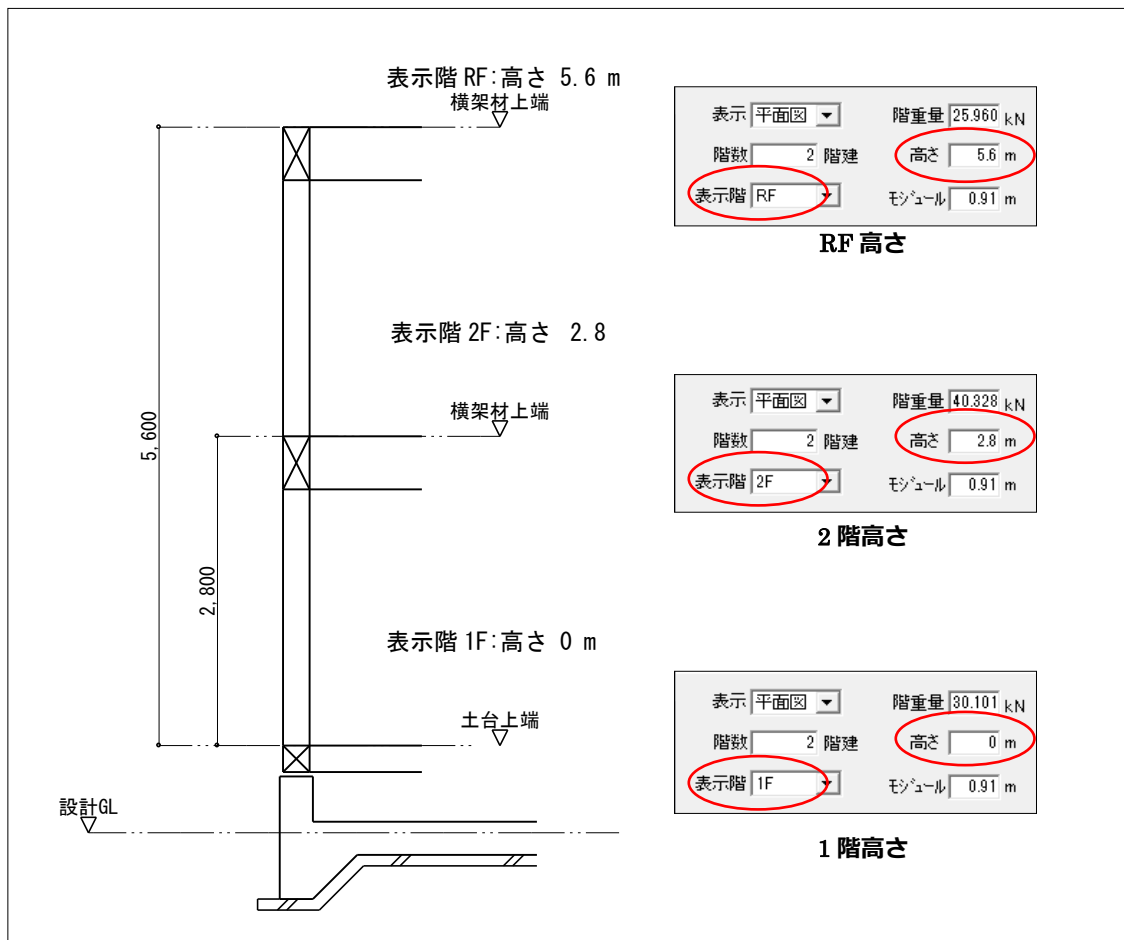 表示階 RF:高さ 5.6 m
横架材上端
5,600
表示階 2F:高さ 2.8
横架材上端
2,800
表示階 1F:高さ 0 m
土台上端
設計GL
表示 平面図 階重量 25.960 kN
階数 2 階建 高さ 5.6 m
表示階 RF モジュール 0.91 m
RF 高さ
表示 平面図 階重量 40.328 kN
階数 2 階建 高さ 2.8 m
表示階 2F モジュール 0.91 m
2 階高さ
表示 平面図 階重量 30.101 kN
階数 2 階建 高さ 0 m
表示階 1F モジュール 0.91 m
1 階高さ